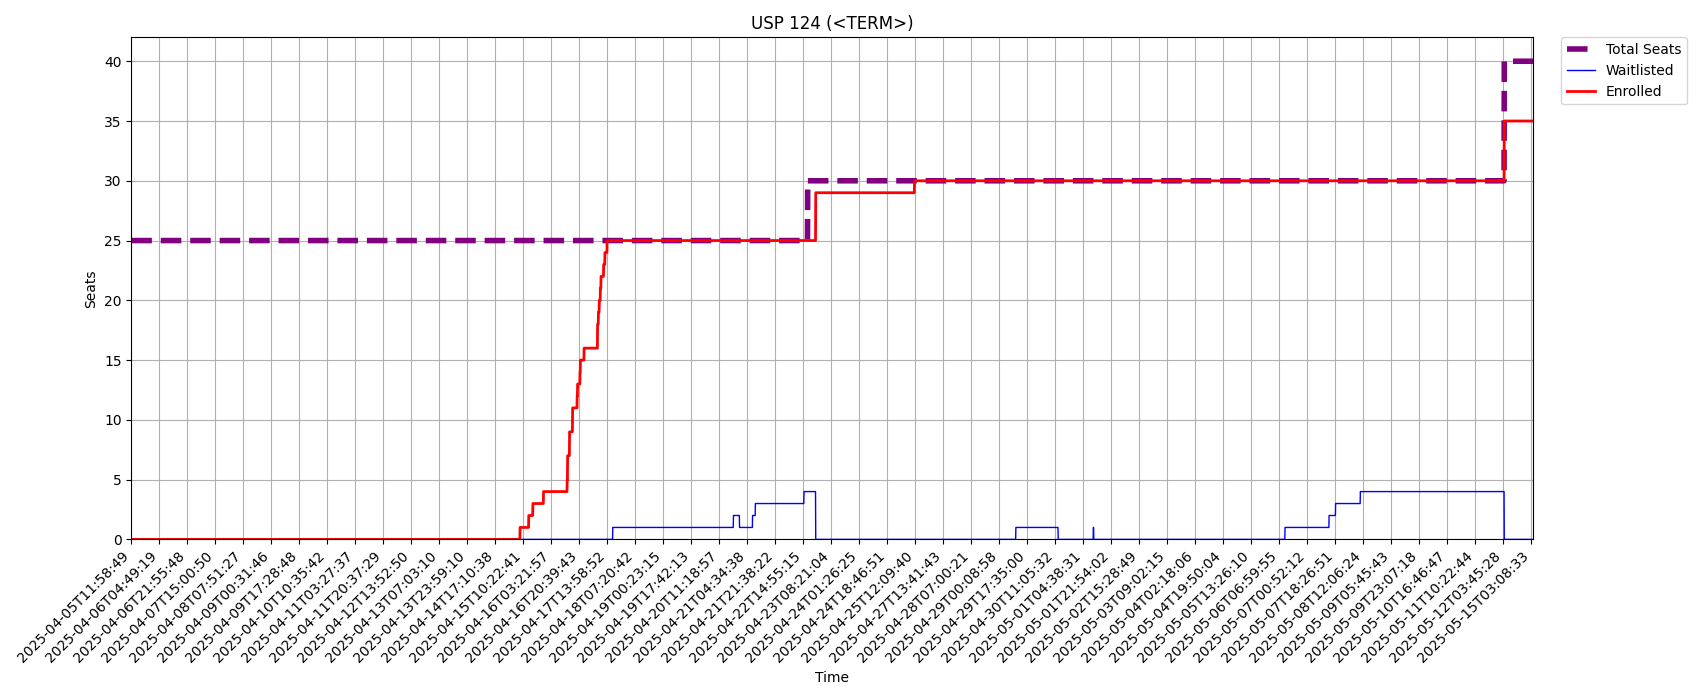 USP 124 (<TERM>)
Total Seats
Waitlisted
Enrolled
40
35
30
25
20
15
10
5
0
Seats
2025-04-05T11:58:49
2025-04-06T04:49:19
2025-04-06T21:55:48
2025-04-07T15:00:50
2025-04-08T07:51:27
2025-04-09T00:31:46
2025-04-09T17:28:48
2025-04-10T10:35:42
2025-04-11T03:27:37
2025-04-11T20:37:29
2025-04-12T13:52:50
2025-04-13T07:03:10
2025-04-13T23:59:10
2025-04-14T17:10:38
2025-04-15T10:22:41
2025-04-16T03:21:57
2025-04-16T20:39:43
2025-04-17T13:58:52
2025-04-18T07:20:42
2025-04-19T00:23:15
2025-04-19T17:42:13
2025-04-20T11:18:57
2025-04-21T04:34:38
2025-04-21T21:38:22
2025-04-22T14:55:15
2025-04-23T08:21:04
2025-04-24T01:26:25
2025-04-24T18:46:51
2025-04-25T12:09:40
2025-04-27T13:41:43
2025-04-28T07:00:21
2025-04-29T00:08:58
2025-04-29T17:35:00
2025-04-30T11:05:32
2025-05-01T04:38:31
2025-05-01T21:54:02
2025-05-02T15:28:49
2025-05-03T09:02:15
2025-05-04T02:18:06
2025-05-04T19:50:04
2025-05-05T13:26:10
2025-05-06T06:59:55
2025-05-07T00:52:12
2025-05-07T18:26:51
2025-05-08T12:06:24
2025-05-09T05:45:43
2025-05-09T23:07:18
2025-05-10T16:46:47
2025-05-11T10:22:44
2025-05-12T03:45:28
2025-05-15T03:08:33
Time